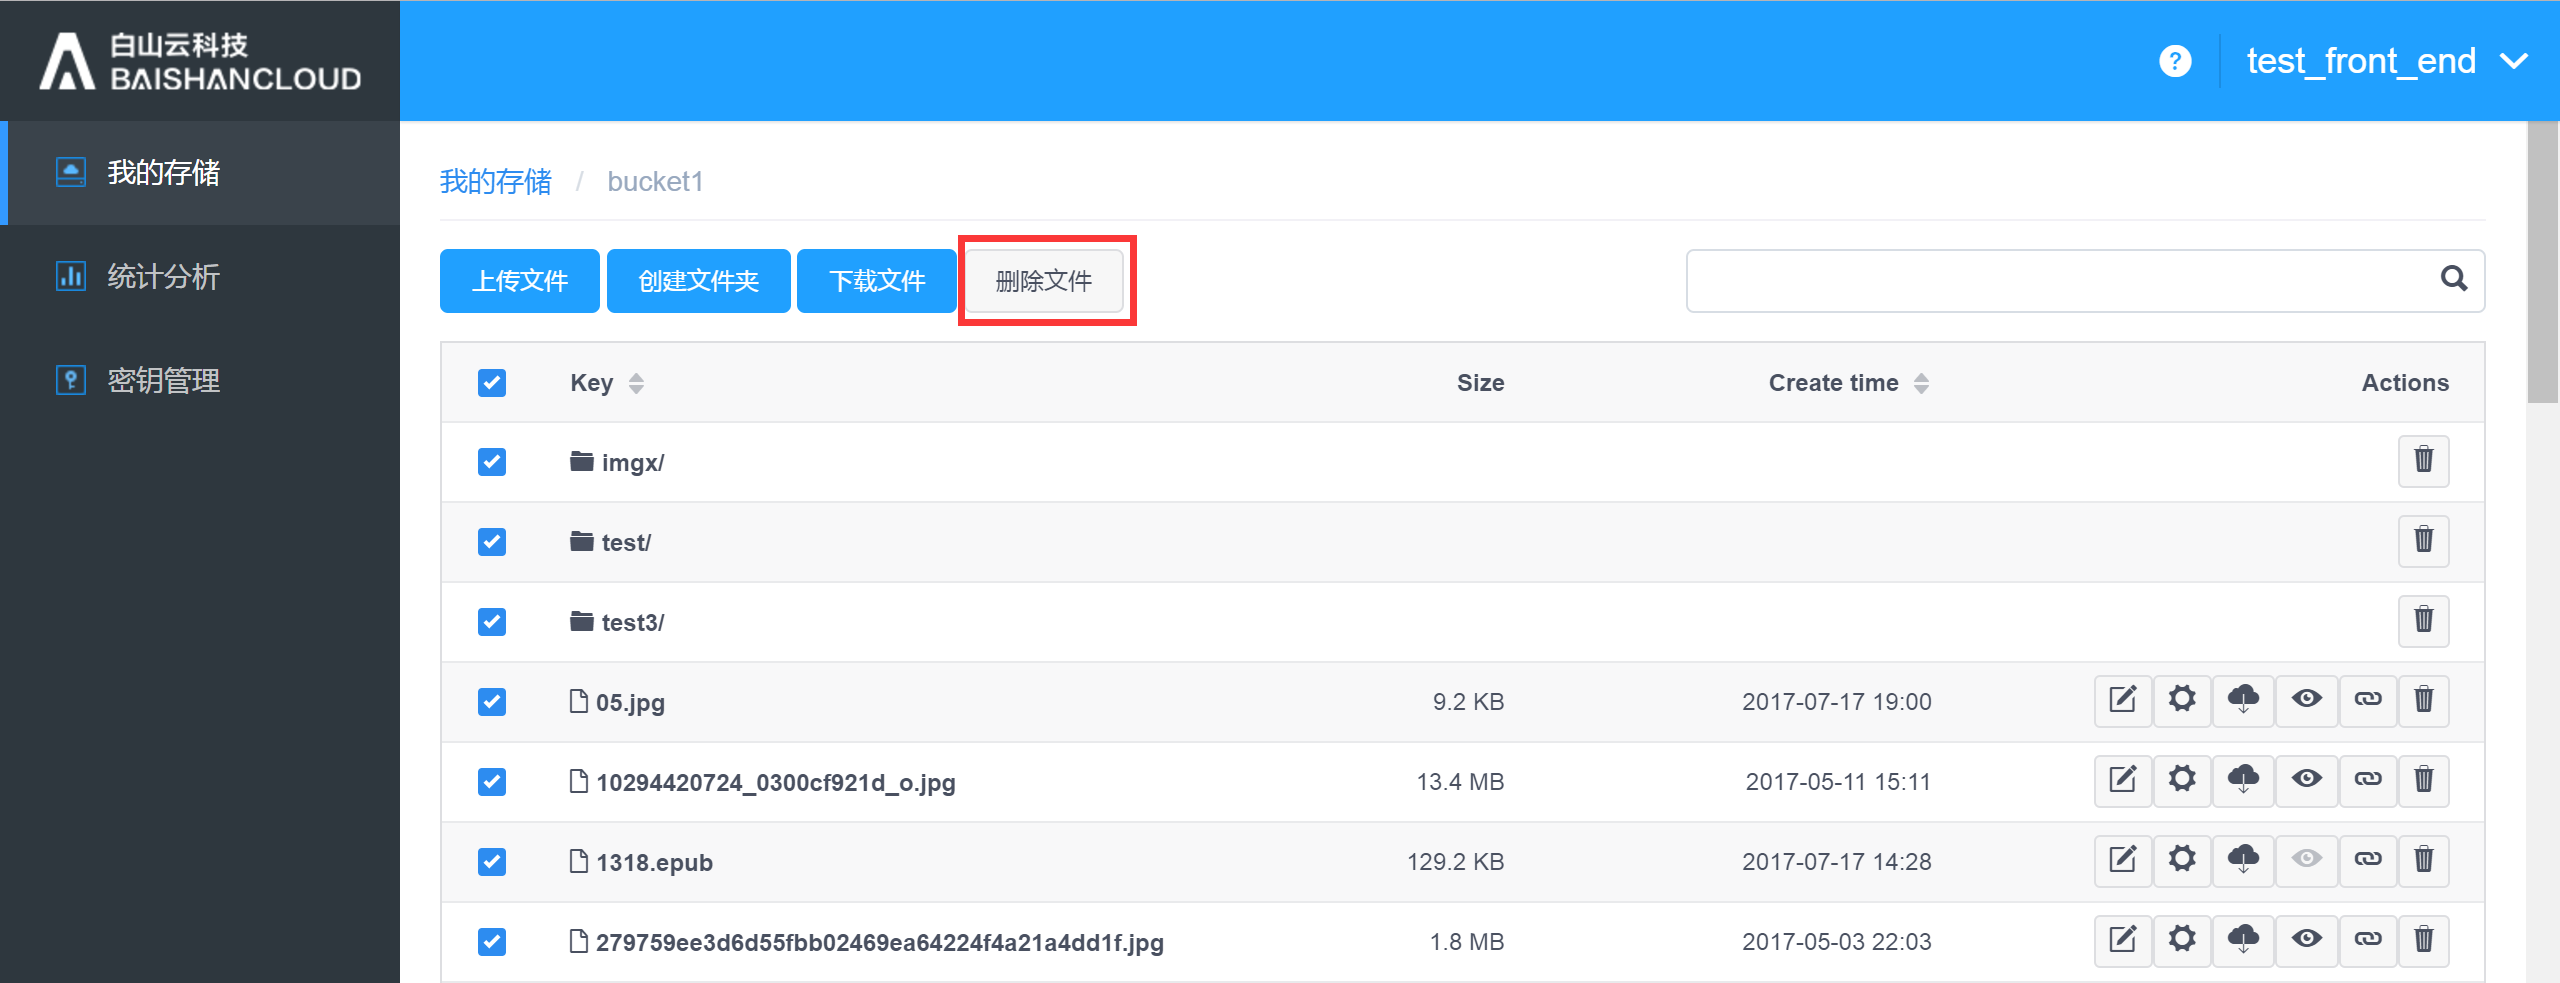 白山云科技
BAISHANCLOUD
? test_front_end
我的存储
统计分析
密钥管理
我的存储 / bucket1
上传文件 创建文件夹 下载文件 删除文件
Key Size Create time Actions
imgx/
test/
test3/
05.jpg 9.2 KB 2017-07-17 19:00
10294420724_0300cf921d_o.jpg 13.4 MB 2017-05-11 15:11
1318.epub 129.2 KB 2017-07-17 14:28
279759ee3d6d55fbb02469ea64224f4a21a4dd1f.jpg 1.8 MB 2017-05-03 22:03